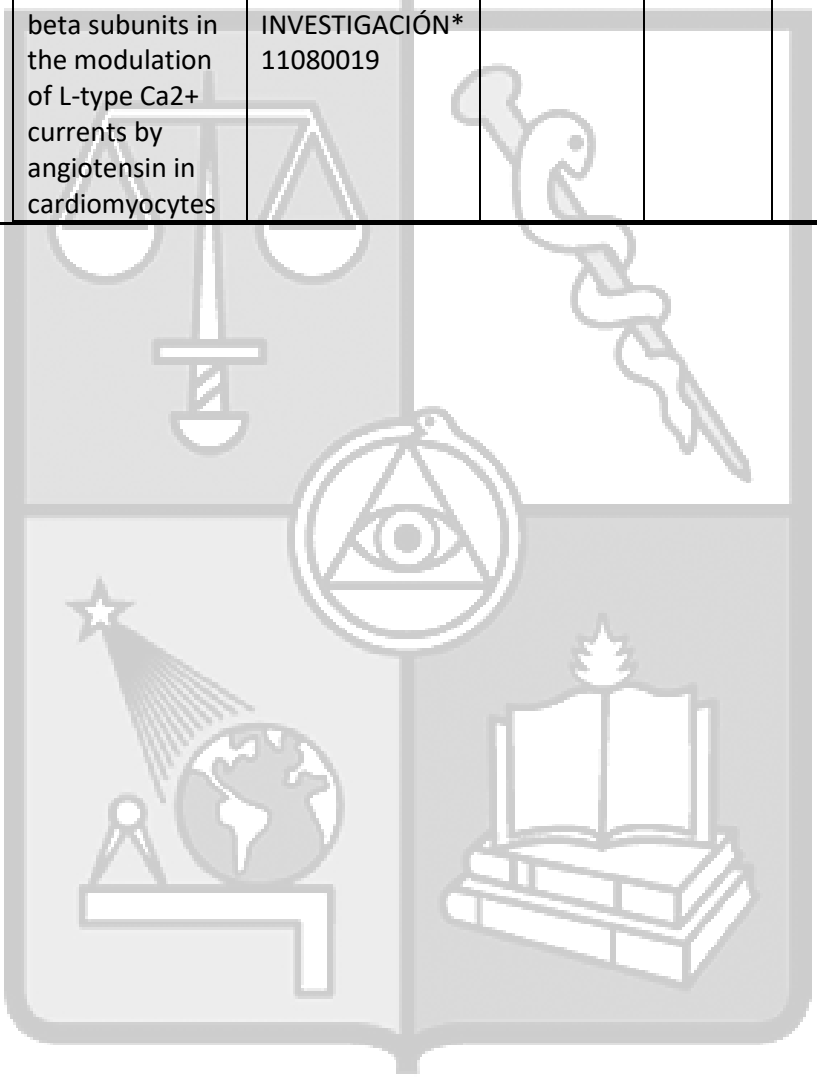 beta subunits in
the modulation
of L-type Ca2+
currents by
angiotensin in
cardiomyocytes
INVESTIGACIÓN*
11080019